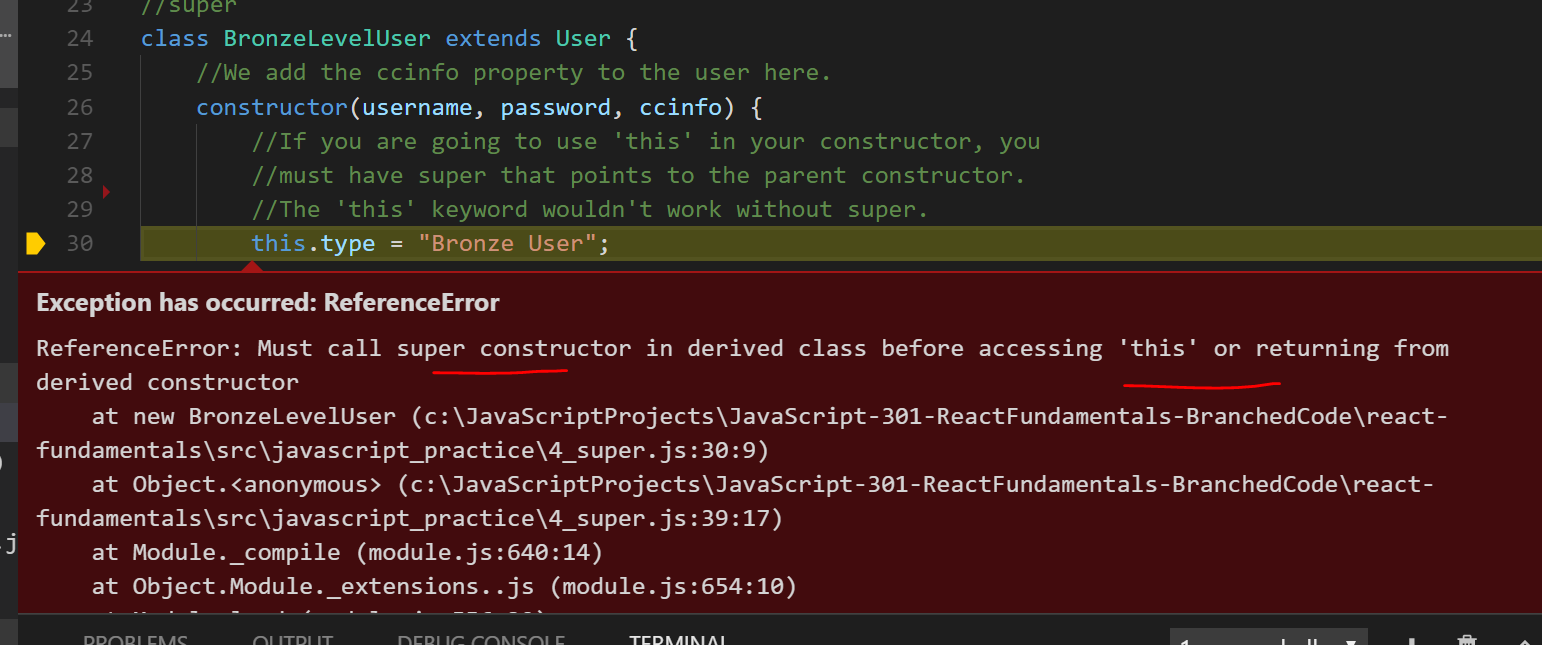 23 //super
24 class BronzeLevelUser extends User {
25 //We add the ccinfo property to the user here.
26 constructor(username, password, ccinfo) {
27 //If you are going to use 'this' in your constructor, you
28 //must have super that points to the parent constructor.
29 //The 'this' keyword wouldn't work without super.
30 this.type = "Bronze User";
Exception has occurred: ReferenceError
ReferenceError: Must call super constructor in derived class before accessing 'this' or returning from
derived constructor
at new BronzeLevelUser (c:\JavaScriptProjects\JavaScript-301-ReactFundamentals-BranchedCode\react-
fundamentals\src\javascript_practice\4_super.js:30:9)
at Object.<anonymous> (c:\JavaScriptProjects\JavaScript-301-ReactFundamentals-BranchedCode\react-
fundamentals\src\javascript_practice\4_super.js:39:17)
at Module._compile (module.js:640:14)
at Object.Module._extensions..js (module.js:654:10)
PROBLEMS OUTPUT DEBUG CONSOLE TERMINAL